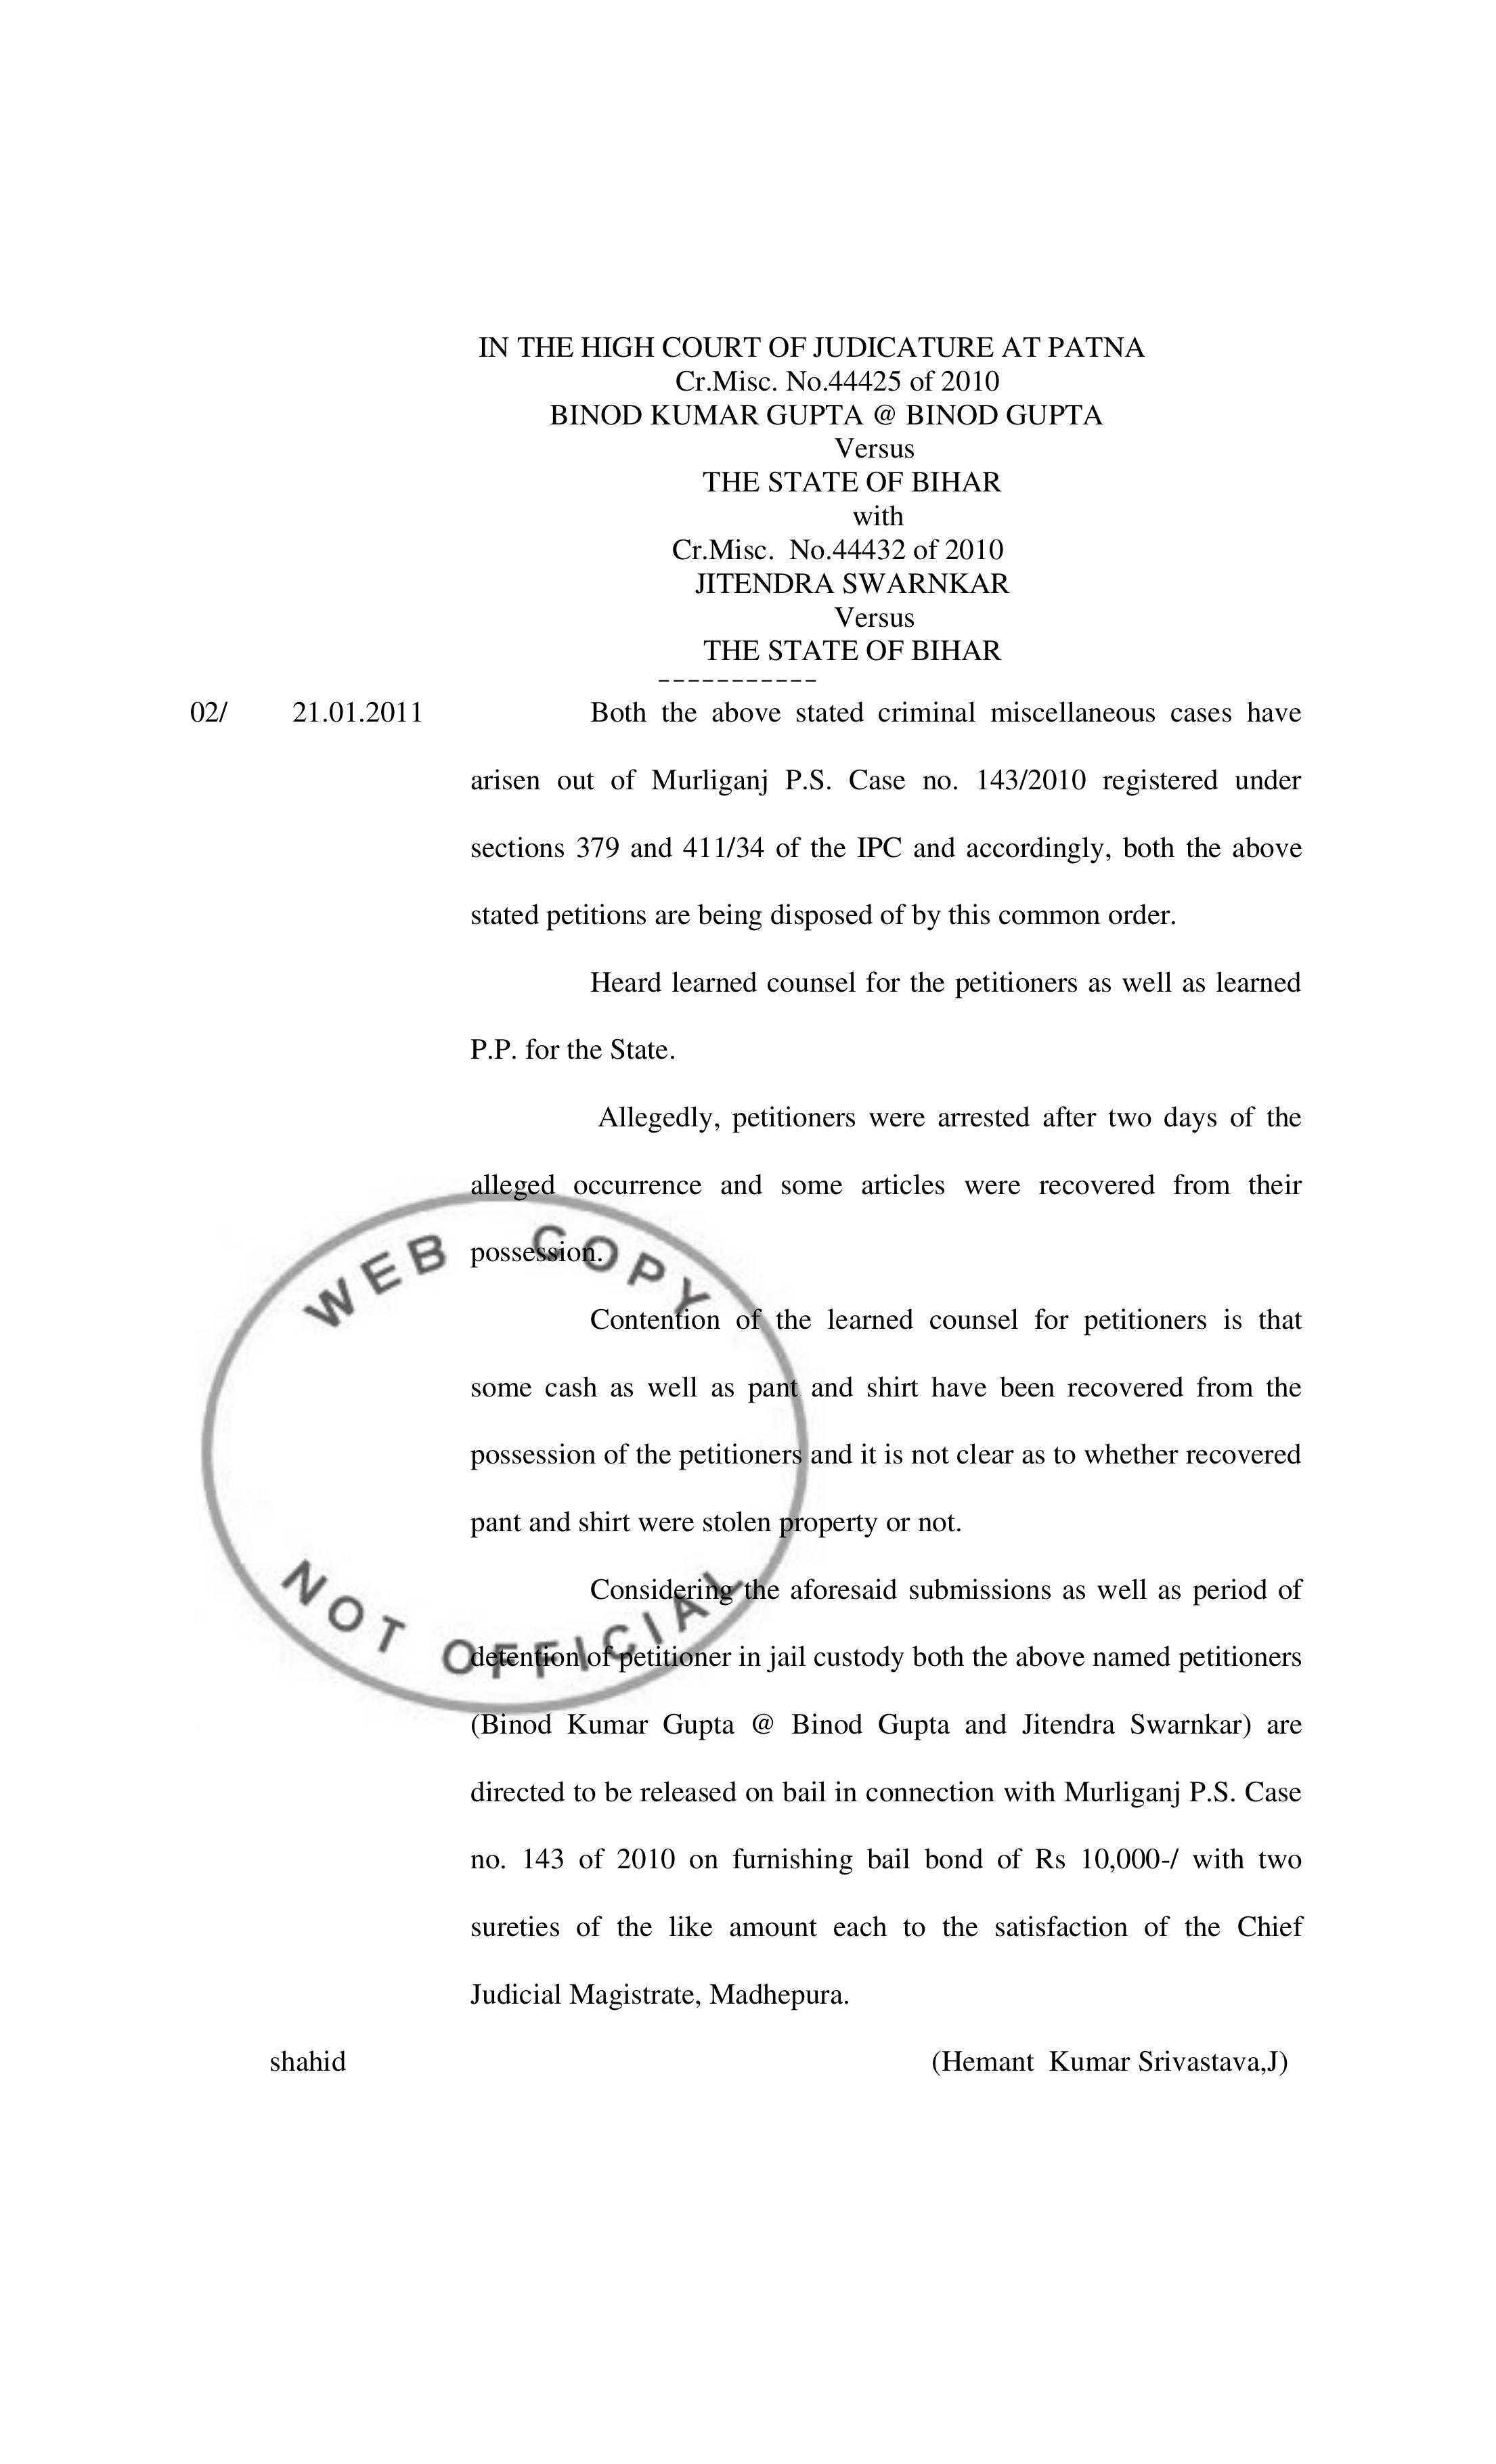 IN THE HIGH COURT OF JUDICATURE AT PATNA
Cr.Misc. No.44425 of 2010
BINOD KUMAR GUPTA @ BINOD GUPTA
Versus
THE STATE OF BIHAR
with
Cr.Misc. No.44432 of 2010
JITENDRA SWARNKAR
Versus
THE STATE OF BIHAR
-----------
02/ 21.01.2011 Both the above stated criminal miscellaneous cases have
arisen out of Murliganj P.S. Case no. 143/2010 registered under
sections 379 and 411/34 of the IPC and accordingly, both the above
stated petitions are being disposed of by this common order.
Heard learned counsel for the petitioners as well as learned
P.P. for the State.
Allegedly, petitioners were arrested after two days of the
alleged occurrence and some articles were recovered from their
possession.
Contention of the learned counsel for petitioners is that
some cash as well as pant and shirt have been recovered from the
possession of the petitioners and it is not clear as to whether recovered
pant and shirt were stolen property or not.
Considering the aforesaid submissions as well as period of
detention of petitioner in jail custody both the above named petitioners
(Binod Kumar Gupta @ Binod Gupta and Jitendra Swarnkar) are
directed to be released on bail in connection with Murliganj P.S. Case
no. 143 of 2010 on furnishing bail bond of Rs 10,000-/ with two
sureties of the like amount each to the satisfaction of the Chief
Judicial Magistrate, Madhepura.
shahid (Hemant Kumar Srivastava,J)
WEB COPY
NOT OFFICIAL